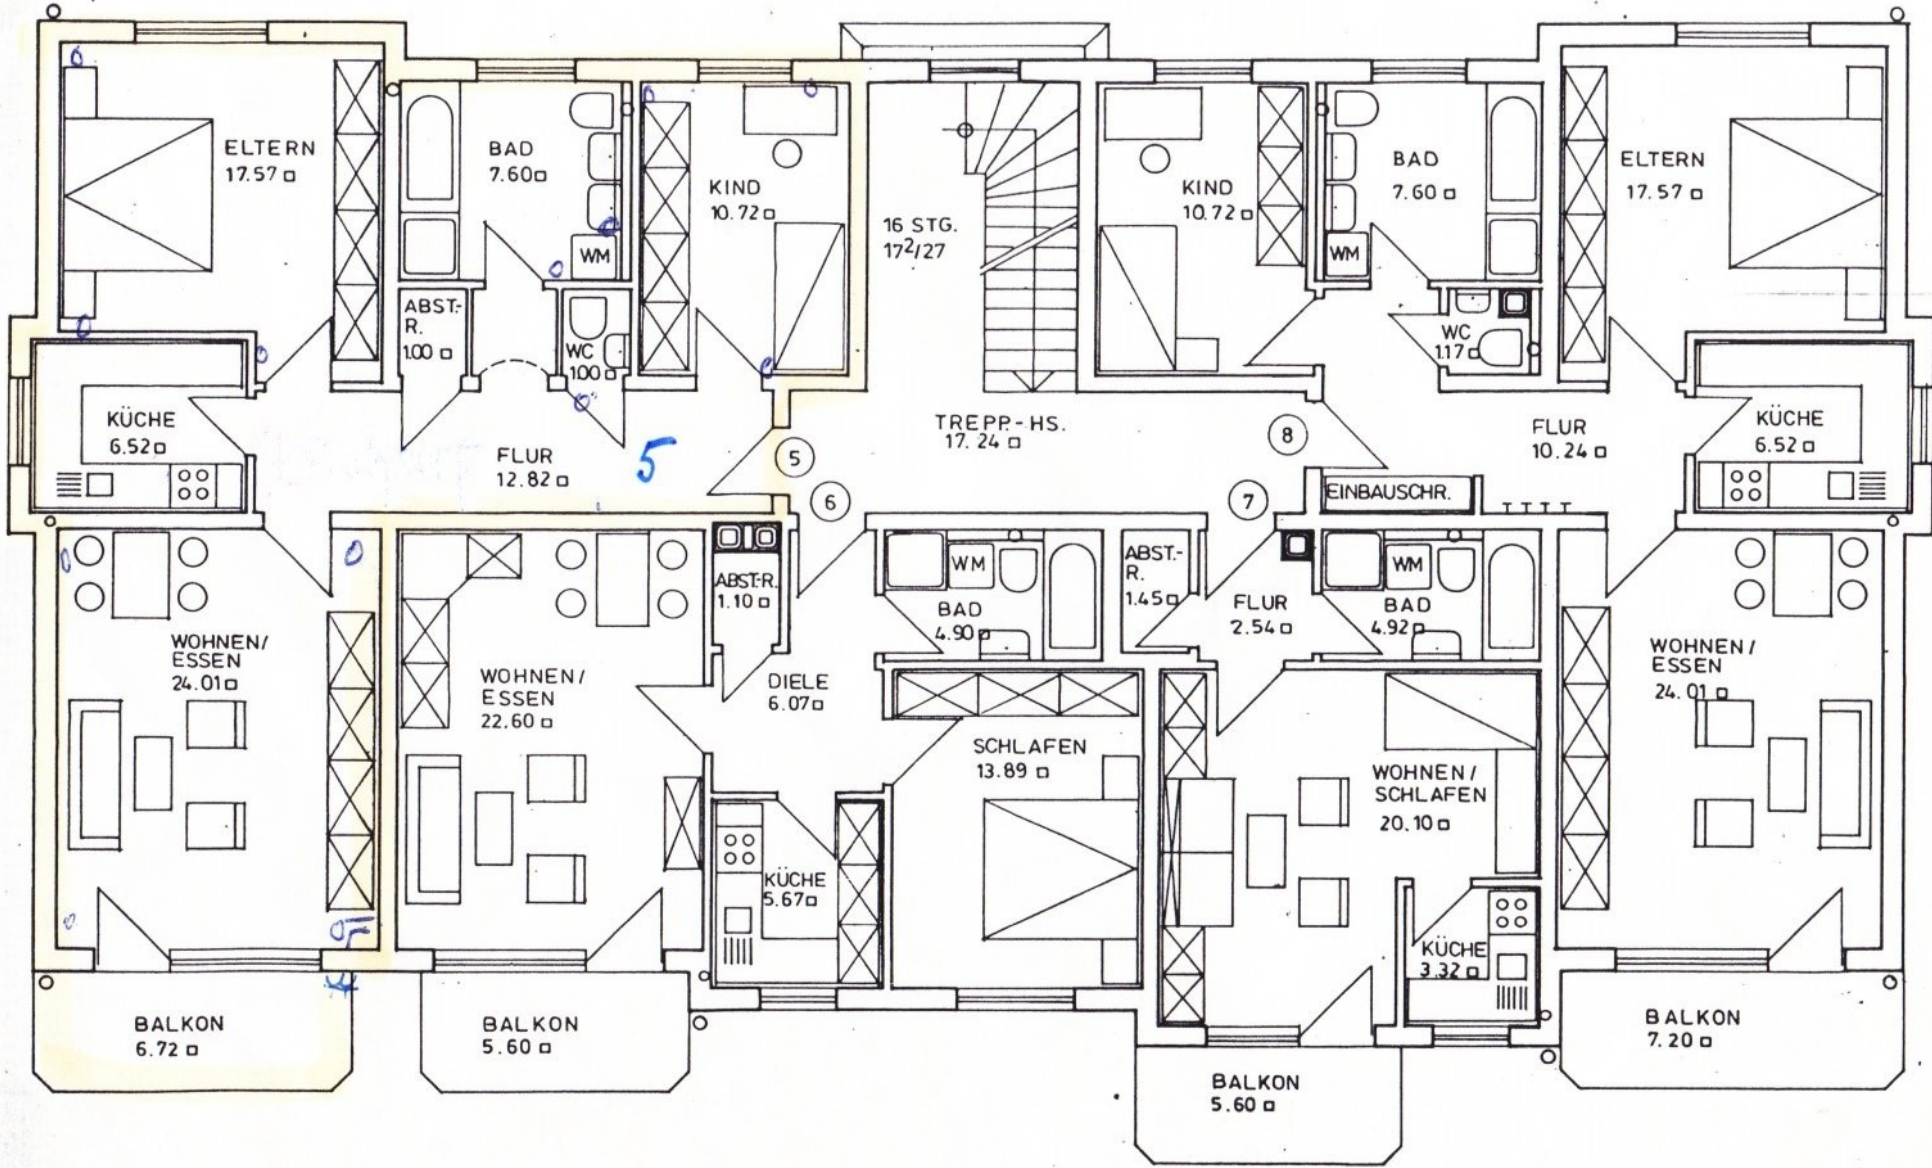 ELTERN
17.57 □
BAD
7.60 □
KIND
10.72 □
16 STG.
17²/27
KIND
10.72 □
BAD
7.60 □
ELTERN
17.57 □
WM
WM
ABST.-
R.
1.00 □
WC
1.00 □
WC
1.17 □
KÜCHE
6.52 □
FLUR
12.82 □
5
5
6
TREPP.-HS.
17.24 □
8
7
FLUR
10.24 □
KÜCHE
6.52 □
EINBAUSCHR.
WOHNEN/
ESSEN
24.01 □
WOHNEN/
ESSEN
22.60 □
ABST.-R.
1.10 □
DIELE
6.07 □
WM
BAD
4.90 □
ABST.-
R.
1.45 □
FLUR
2.54 □
WM
BAD
4.92 □
WOHNEN/
ESSEN
24.01 □
SCHLAFEN
13.89 □
WOHNEN/
SCHLAFEN
20.10 □
KÜCHE
5.67 □
KÜCHE
3.32 □
BALKON
6.72 □
BALKON
5.60 □
BALKON
5.60 □
BALKON
7.20 □